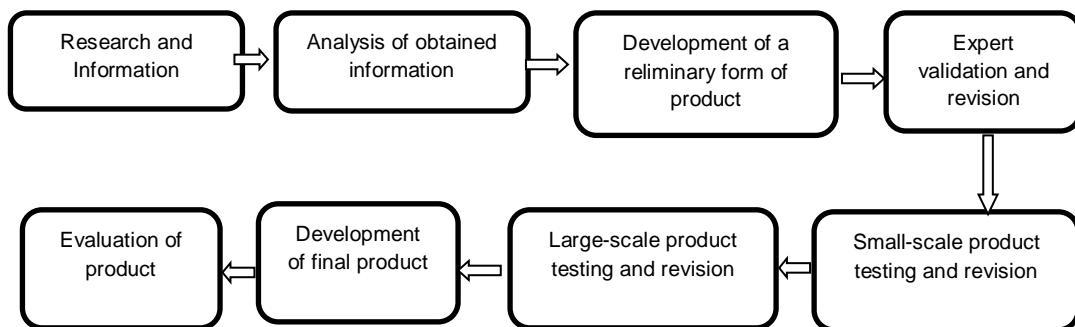 Research and
Information
Analysis of obtained
information
Development of a
reliminary form of
product
Expert
validation and
revision
Small-scale product
testing and revision
Large-scale product
testing and revision
Development
of final product
Evaluation of
product